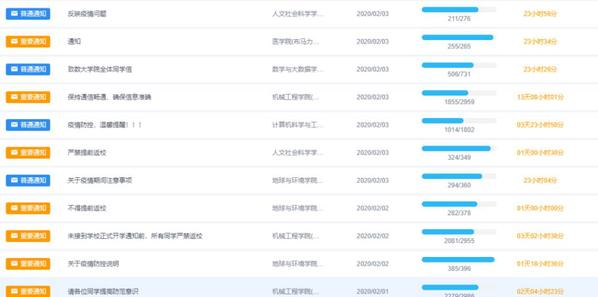 普通通知 反映疫情问题 人文社会科学学... 2020/02/03 211/276 23小时56分
重要通知 通知 医学院(布马力... 2020/02/03 255/265 23小时34分
普通通知 致数大学院全体同学信 数学与大数据学... 2020/02/03 506/731 23小时26分
重要通知 保持通信畅通、确保信息准确 机械工程学院(... 2020/02/03 1855/2959 13天08小时01分
普通通知 疫情防控，温馨提醒！！！ 计算机科学与工... 2020/02/03 1014/1802 03天23小时50分
重要通知 严禁提前返校 人文社会科学学... 2020/02/03 324/349 01天00小时30分
普通通知 关于疫情期间注意事项 地球与环境学院... 2020/02/03 294/360 23小时04分
重要通知 不得提前返校 地球与环境学院... 2020/02/02 282/378 01天00小时00分
重要通知 未接到学校正式开学通知前，所有同学严禁返校 机械工程学院(... 2020/02/02 2081/2955 03天02小时30分
重要通知 关于疫情防控说明 地球与环境学院... 2020/02/02 385/396 01天18小时30分
重要通知 请各位同学提高防范意识 机械工程学院(... 2020/02/01 02天04小时23分